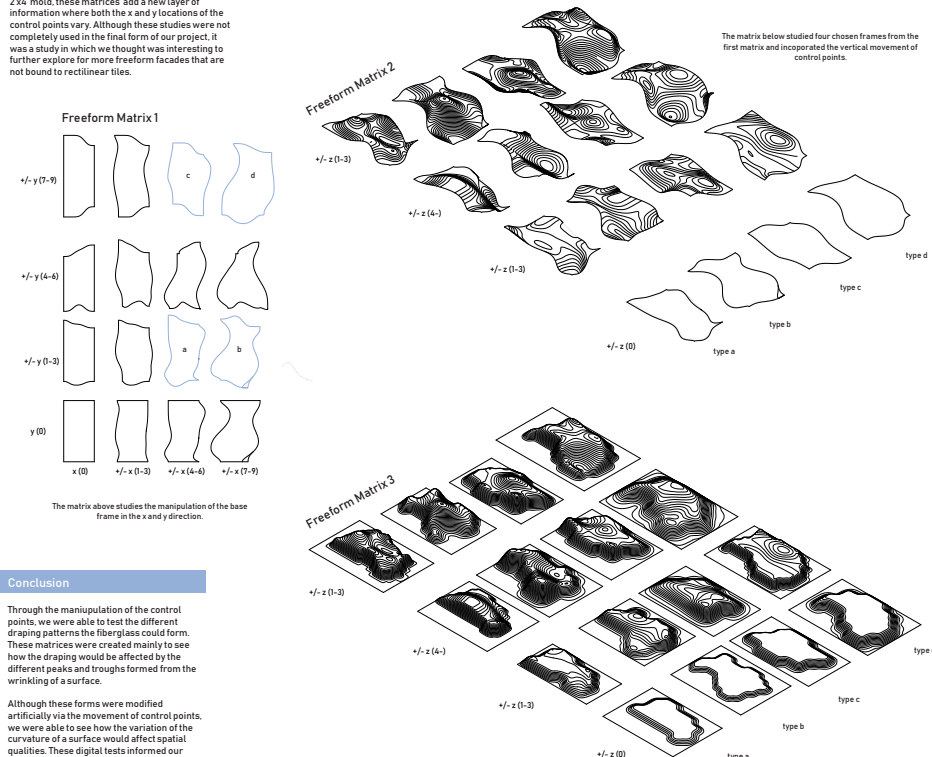 2'x4' mold, these matrices add a new layer of
information where both the x and y locations of the
control points vary. Although these studies were not
completely used in the final form of our project, it
was a study in which we thought was interesting to
further explore for more freeform facades that are
not bound to rectilinear tiles.
Freeform Matrix 1
+/- y (7-9)
c
d
+/- y (4-6)
+/- y (1-3)
a
b
y (0)
x (0)
+/- x (1-3)
+/- x (4-6)
+/- x (7-9)
The matrix above studies the manipulation of the base
frame in the x and y direction.
Conclusion
Through the maniupulation of the control
points, we were able to test the different
draping patterns the fiberglass could form.
These matrices were created mainly to see
how the draping would be affected by the
different peaks and troughs formed from the
wrinkling of a surface.
Although these forms were modified
artificially via the movement of control points,
we were able to see how the variation of the
curvature of a surface would affect spatial
qualities. These digital tests informed our
The matrix below studied four chosen frames from the
first matrix and incoporated the vertical movement of
control points.
Freeform Matrix 2
+/- z (1-3)
+/- z (4-)
+/- z (1-3)
+/- z (0)
type a
type b
type c
type d
Freeform Matrix 3
+/- z (1-3)
+/- z (4-)
+/- z (1-3)
+/- z (0)
type a
type b
type c
type